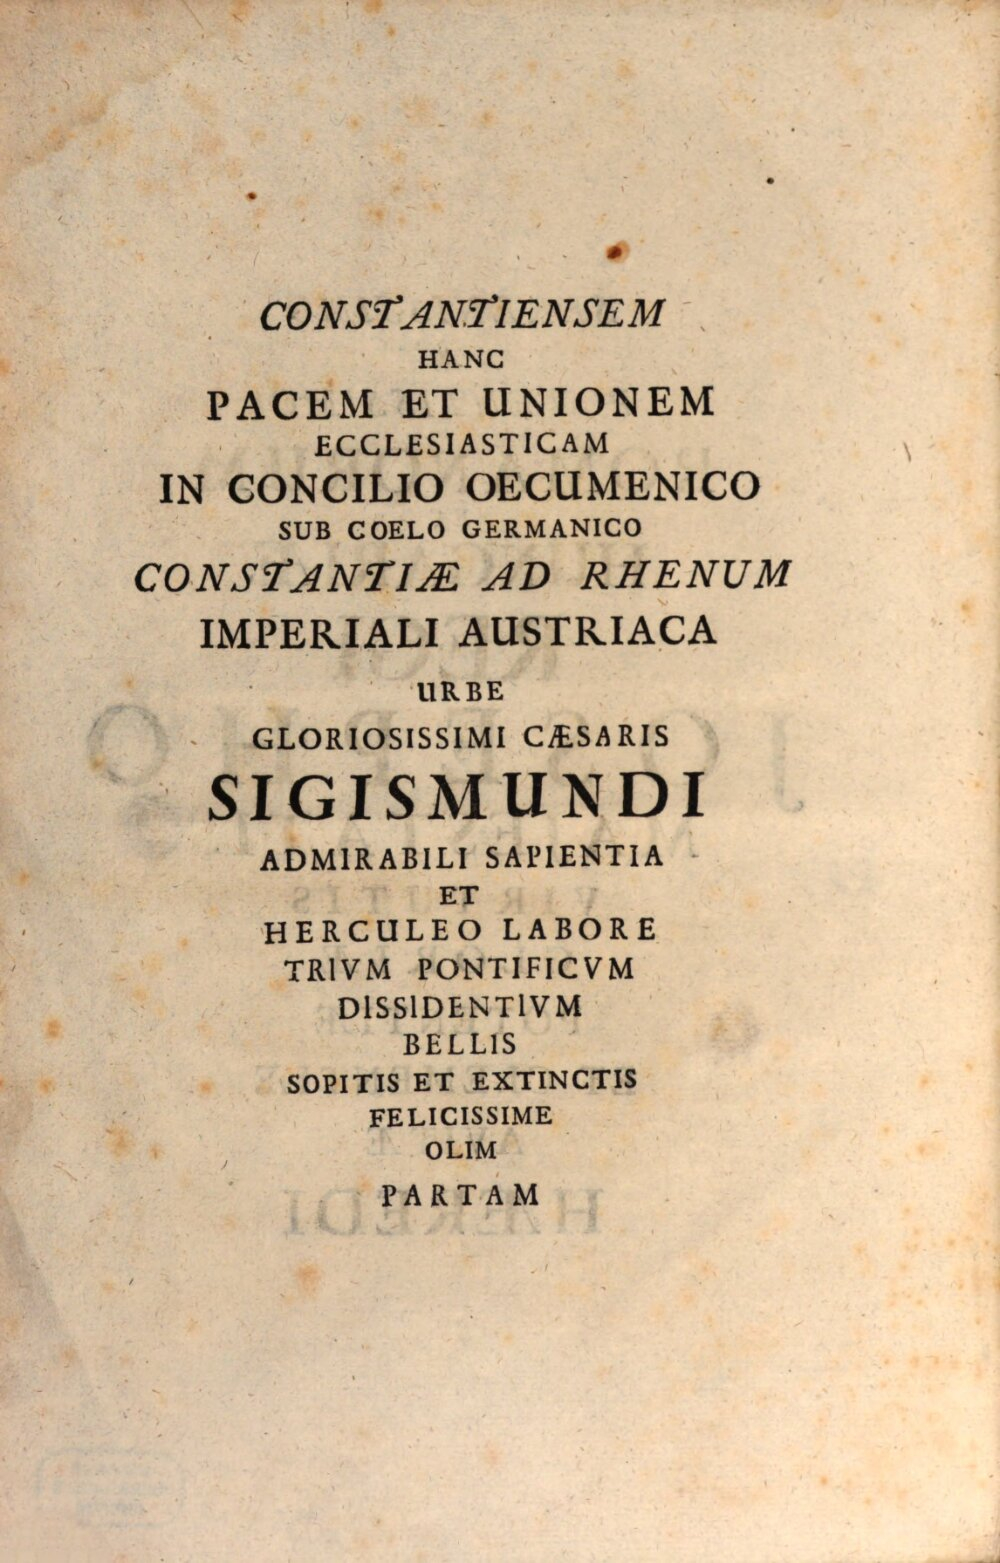 CONSTANTIENSEM
HANC
PACEM ET UNIONEM
ECCLESIASTICAM
IN CONCILIO OECUMENICO
SUB COELO GERMANICO
CONSTANTIÆ AD RHENUM
IMPERIALI AUSTRIACA
URBE
GLORIOSISSIMI CÆSARIS
SIGISMUNDI
ADMIRABILI SAPIENTIA
ET
HERCULEO LABORE
TRIVM PONTIFICVM
DISSIDENTIVM
BELLIS
SOPITIS ET EXTINCTIS
FELICISSIME
OLIM
PARTAM